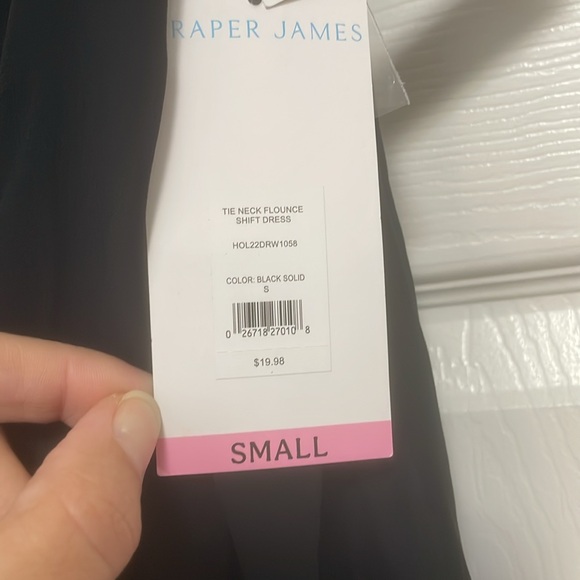 RAPER JAMES
TIE NECK FLOUNCE
SHIFT DRESS
HOL22DRW1058
COLOR: BLACK SOLID
S
0 26718 27010 8
$19.98
SMALL